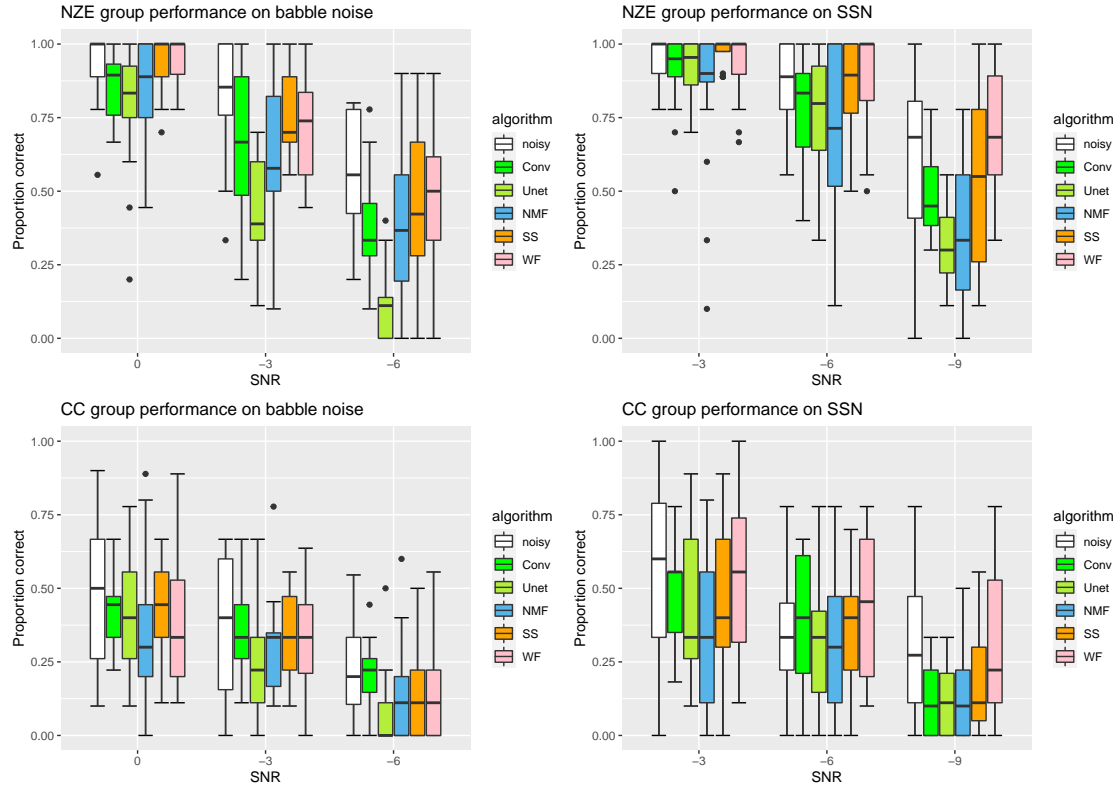 NZE group performance on babble noise
1.00
0.75
0.50
0.25
0.00
Proportion correct
0
−3
−6
SNR
algorithm
noisy
Conv
Unet
NMF
SS
WF
NZE group performance on SSN
1.00
0.75
0.50
0.25
0.00
Proportion correct
−3
−6
−9
SNR
algorithm
noisy
Conv
Unet
NMF
SS
WF
CC group performance on babble noise
1.00
0.75
0.50
0.25
0.00
Proportion correct
0
−3
−6
SNR
algorithm
noisy
Conv
Unet
NMF
SS
WF
CC group performance on SSN
1.00
0.75
0.50
0.25
0.00
Proportion correct
−3
−6
−9
SNR
algorithm
noisy
Conv
Unet
NMF
SS
WF